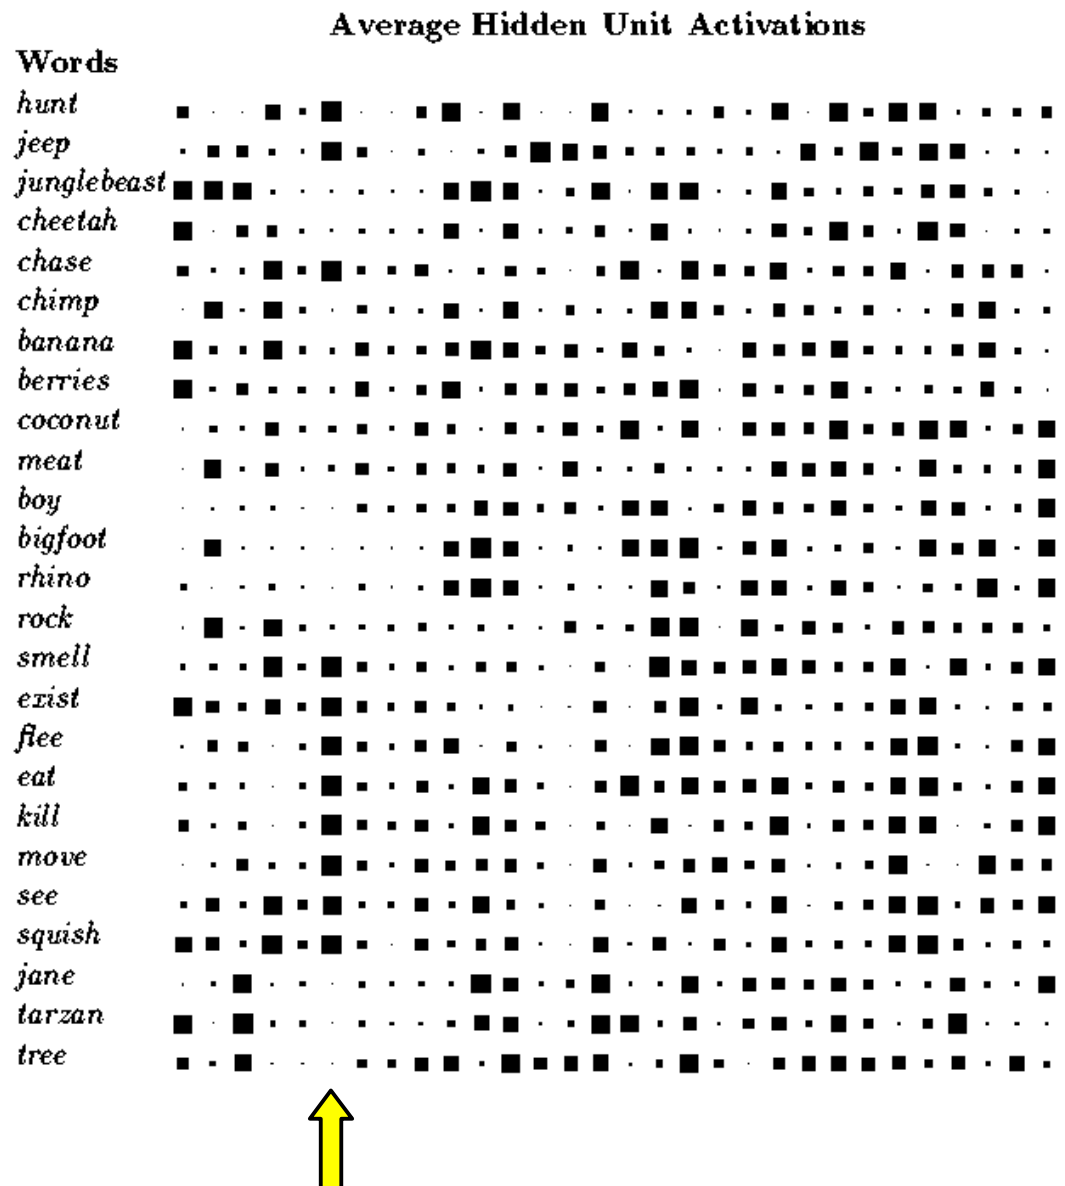 Average Hidden Unit Activations
Words
hunt
jeep
junglebeast
cheetah
chase
chimp
banana
berries
coconut
meat
boy
bigfoot
rhino
rock
smell
exist
flee
eat
kill
move
see
squish
jane
tarzan
tree